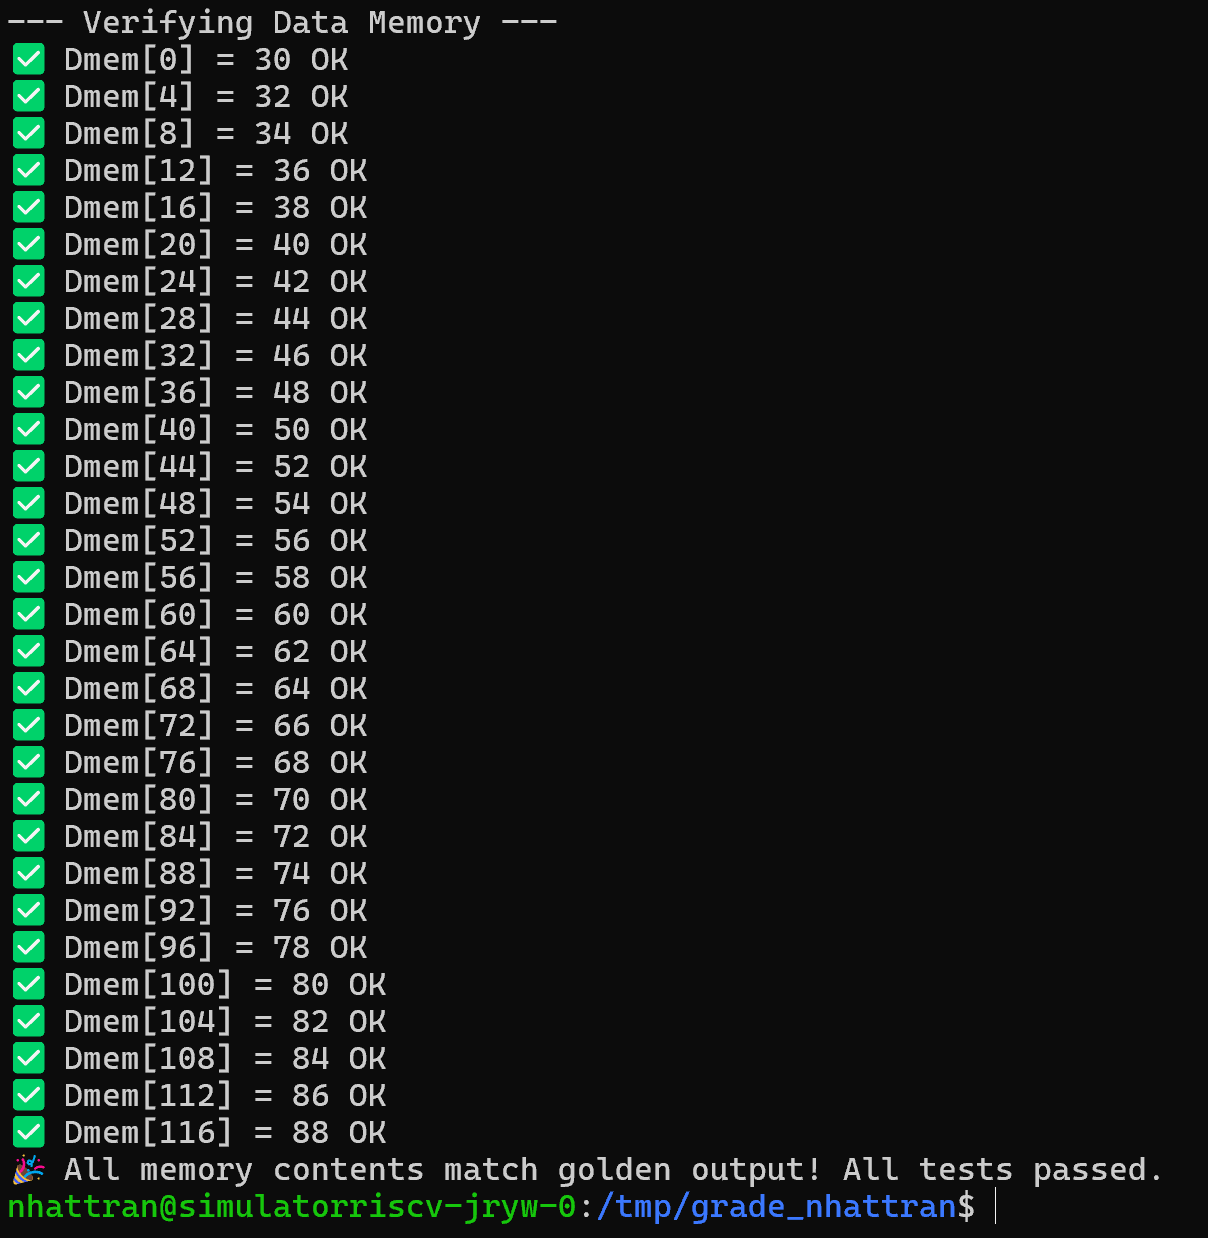 --- Verifying Data Memory ---
✅ Dmem[0] = 30 OK
✅ Dmem[4] = 32 OK
✅ Dmem[8] = 34 OK
✅ Dmem[12] = 36 OK
✅ Dmem[16] = 38 OK
✅ Dmem[20] = 40 OK
✅ Dmem[24] = 42 OK
✅ Dmem[28] = 44 OK
✅ Dmem[32] = 46 OK
✅ Dmem[36] = 48 OK
✅ Dmem[40] = 50 OK
✅ Dmem[44] = 52 OK
✅ Dmem[48] = 54 OK
✅ Dmem[52] = 56 OK
✅ Dmem[56] = 58 OK
✅ Dmem[60] = 60 OK
✅ Dmem[64] = 62 OK
✅ Dmem[68] = 64 OK
✅ Dmem[72] = 66 OK
✅ Dmem[76] = 68 OK
✅ Dmem[80] = 70 OK
✅ Dmem[84] = 72 OK
✅ Dmem[88] = 74 OK
✅ Dmem[92] = 76 OK
✅ Dmem[96] = 78 OK
✅ Dmem[100] = 80 OK
✅ Dmem[104] = 82 OK
✅ Dmem[108] = 84 OK
✅ Dmem[112] = 86 OK
✅ Dmem[116] = 88 OK
🎉 All memory contents match golden output! All tests passed.
nhattran@simulatorriscv-jryw-0:/tmp/grade_nhattran$